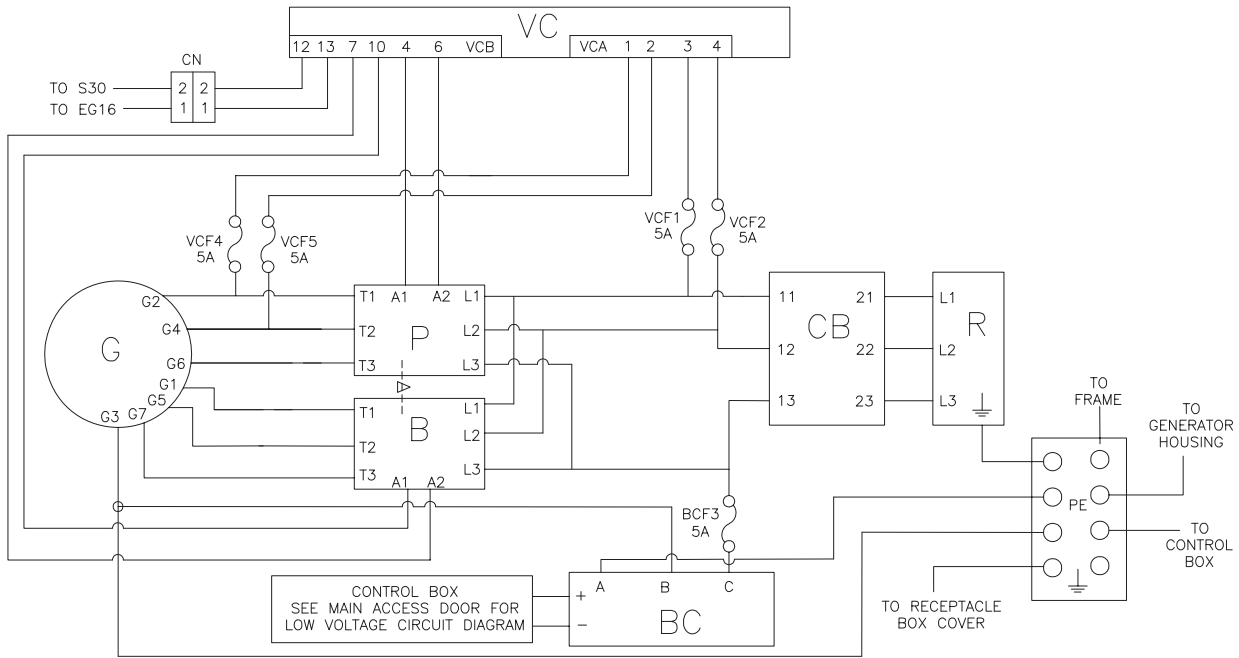 VC
12 13 7 10 4 6 VCB
VCA 1 2 3 4
CN
TO S30 2 2
TO EG16 1 1
VCF4
5A
VCF5
5A
VCF1
5A
VCF2
5A
G
G2
G4
G6
G1
G5
G3 G7
T1 A1 A2 L1
T2 P L2
T3 L3
T1 L1
B
T2 L2
T3 L3
A1 A2
11 21
CB
12 22
13 23
L1
R
L2
L3
TO
FRAME
TO
GENERATOR
HOUSING
PE
TO
CONTROL
BOX
TO RECEPTACLE
BOX COVER
BCF3
5A
A B C
+
BC
−
CONTROL BOX
SEE MAIN ACCESS DOOR FOR
LOW VOLTAGE CIRCUIT DIAGRAM